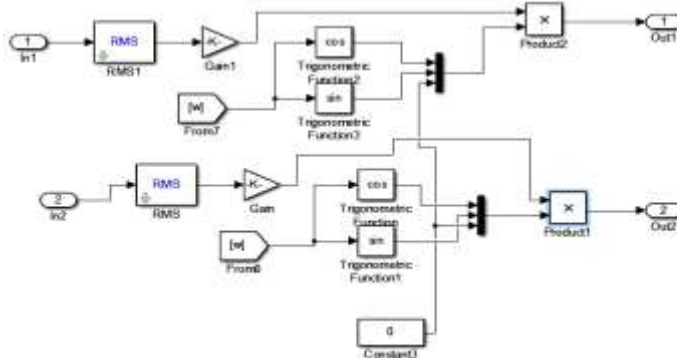 1
In1
RMS
RMS1
-K-
Gain1
cos
Trigonometric
Function2
×
Product2
1
Out1
[w]
From7
sin
Trigonometric
Function3
2
In2
RMS
RMS
-K-
Gain
cos
Trigonometric
Function
×
Product1
2
Out2
[w]
From6
sin
Trigonometric
Function1
0
Constant3